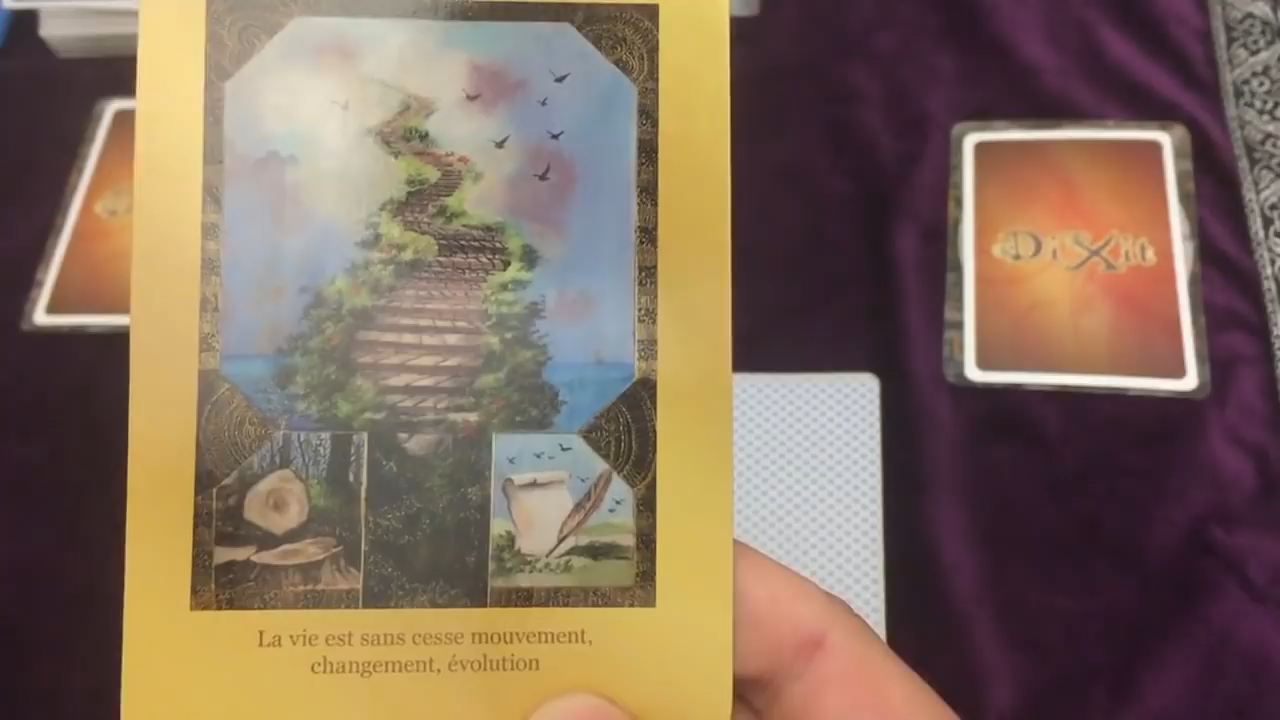 DiXit
La vie est sans cesse mouvement,
changement, évolution